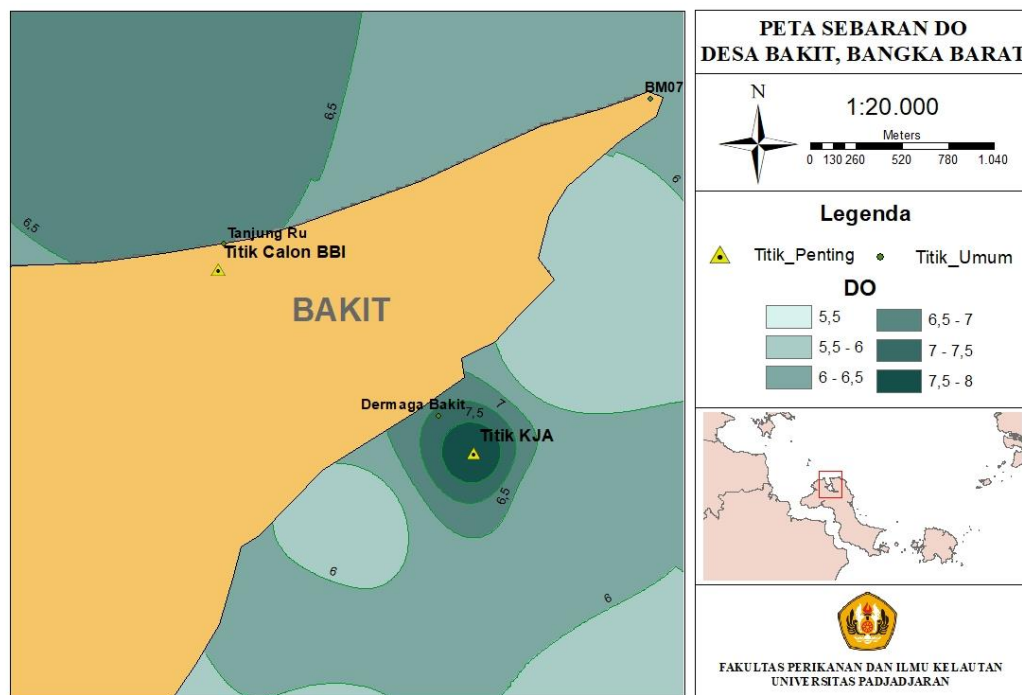 PETA SEBARAN DO
DESA BAKIT, BANGKA BARAT
N
1:20.000
Meters
0 130 260 520 780 1.040
Legenda
Titik_Penting
Titik_Umum
DO
5,5
5,5 - 6
6 - 6,5
6,5 - 7
7 - 7,5
7,5 - 8
FAKULTAS PERIKANAN DAN ILMU KELAUTAN
UNIVERSITAS PADJADJARAN
BM07
6,5
6
6,5
Tanjung Ru
Titik Calon BBI
BAKIT
Dermaga Bakit
7
7,5
Titik KJA
6,5
6
6